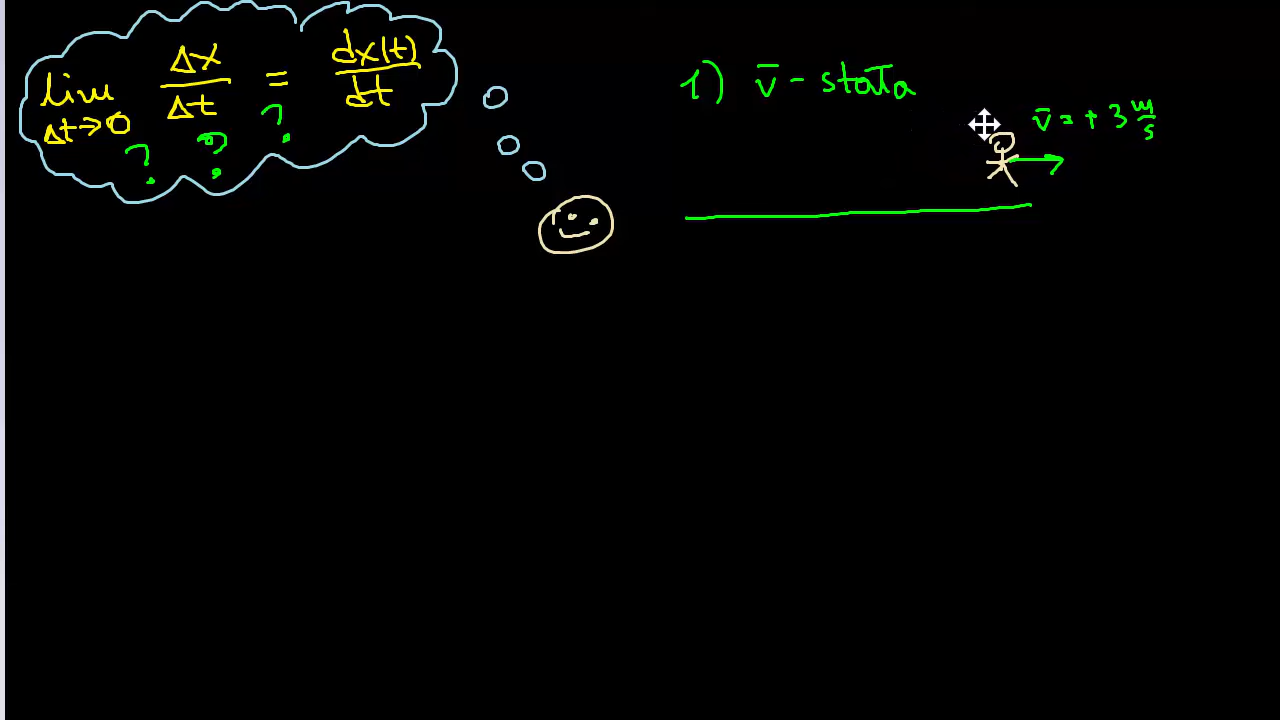 lim Δx/Δt = dx(t)/dt
Δt→0
? ? ?
1) v̄ - stała
v̄ = + 3 m/s